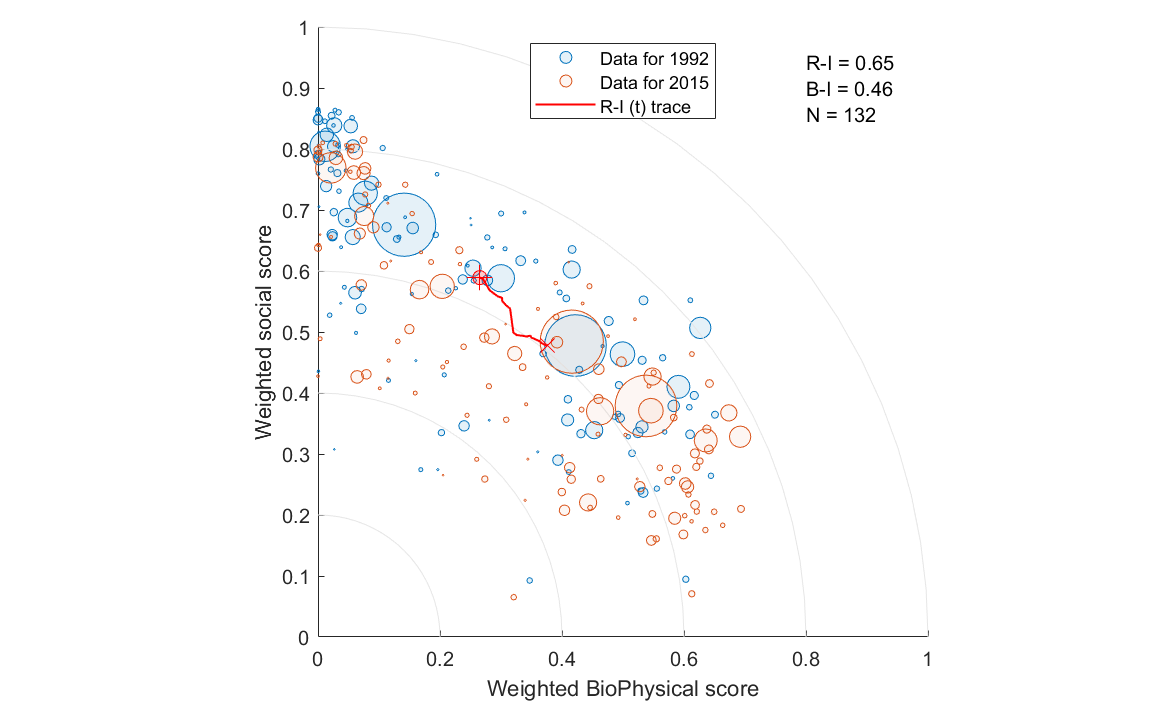 1
0.9
0.8
0.7
0.6
0.5
0.4
0.3
0.2
0.1
0
Weighted social score
Data for 1992
Data for 2015
R-I (t) trace
R-I = 0.65
B-I = 0.46
N = 132
0
0.2
0.4
0.6
0.8
1
Weighted BioPhysical score